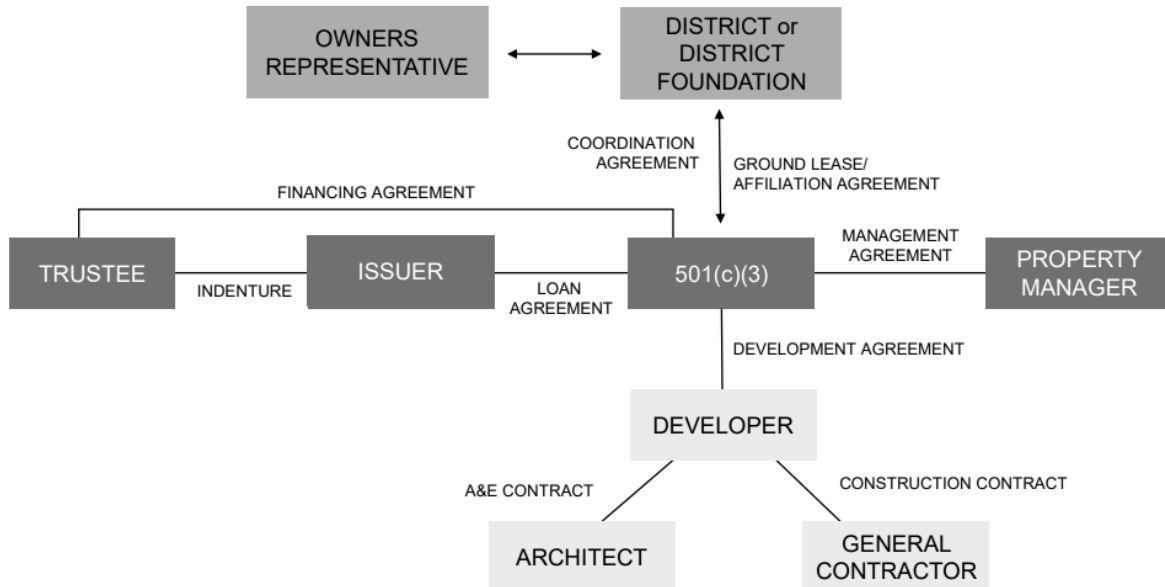 OWNERS
REPRESENTATIVE
DISTRICT or
DISTRICT
FOUNDATION
COORDINATION
AGREEMENT
GROUND LEASE/
AFFILIATION AGREEMENT
FINANCING AGREEMENT
TRUSTEE
INDENTURE
ISSUER
LOAN
AGREEMENT
501(c)(3)
MANAGEMENT
AGREEMENT
PROPERTY
MANAGER
DEVELOPMENT AGREEMENT
DEVELOPER
A&E CONTRACT
CONSTRUCTION CONTRACT
ARCHITECT
GENERAL
CONTRACTOR